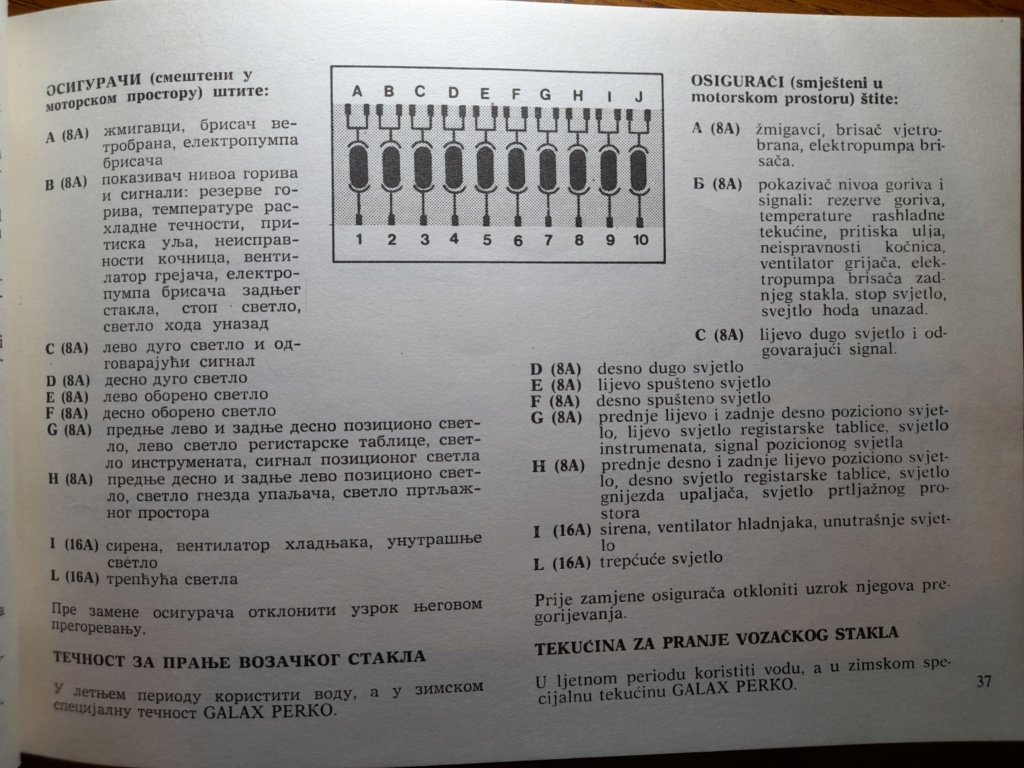 ОСИГУРАЧИ (смештени у
моторском простору) штите:
А (8А) жмигавци, брисач ве-
тробрана, електропумпа
брисача
В (8А) показивач нивоа горива
и сигнали: резерве го-
рива, температуре рас-
хладне течности, при-
тиска уља, неисправ-
ности кочница, венти-
латор грејача, електро-
пумпа брисача задњег
стакла, стоп светло,
светло хода уназад
C (8A) лево дуго светло и од-
говарајући сигнал
D (8A) десно дуго светло
E (8A) лево оборено светло
F (8A) десно оборено светло
G (8A) предње лево и задње десно позиционо свет-
ло, лево светло регистарске таблице, свет-
ло инструмената, сигнал позиционог светла
H (8A) предње десно и задње лево позиционо свет-
ло, светло гнезда упаљача, светло пртљаж-
ног простора
I (16A) сирена, вентилатор хладњака, унутрашње
светло
L (16A) трепћућа светла
Пре замене осигурача отклонити узрок његовом
прегоревању.
ТЕЧНОСТ ЗА ПРАЊЕ ВОЗАЧКОГ СТАКЛА
У летњем периоду користити воду, а у зимском
специјалну течност GALAX PERKO.
A B C D E F G H I J
1 2 3 4 5 6 7 8 9 10
OSIGURAČI (smješteni u
motorskom prostoru) štite:
A (8A) žmigavci, brisač vjetro-
brana, elektropumpa bri-
sača.
Б (8A) pokazivač nivoa goriva i
signali: rezerve goriva,
temperature rashladne
tekućine, pritiska ulja,
neispravnosti kočnica,
ventilator grijača, elek-
tropumpa brisača zad-
njeg stakla, stop svjetlo,
svejtlo hoda unazad.
C (8A) lijevo dugo svjetlo i od-
govarajući signal.
D (8A) desno dugo svjetlo
E (8A) lijevo spušteno svjetlo
F (8A) desno spušteno svjetlo
G (8A) prednje lijevo i zadnje desno poziciono svjet-
lo, lijevo svjetlo registarske tablice, svjetlo
instrumenata, signal pozicionog svjetla
H (8A) prednje desno i zadnje lijevo poziciono svjet-
lo, desno svjetlo registarske tablice, svjetlo
gnijezda upaljača, svjetlo prtljažnog pro-
stora
I (16A) sirena, ventilator hladnjaka, unutrašnje svjet-
lo
L (16A) trepćuće svjetlo
Prije zamjene osigurača otkloniti uzrok njegova pre-
gorijevanja.
TEKUĆINA ZA PRANJE VOZAČKOG STAKLA
U ljetnom periodu koristiti vodu, a u zimskom spe-
cijalnu tekućinu GALAX PERKO.
37